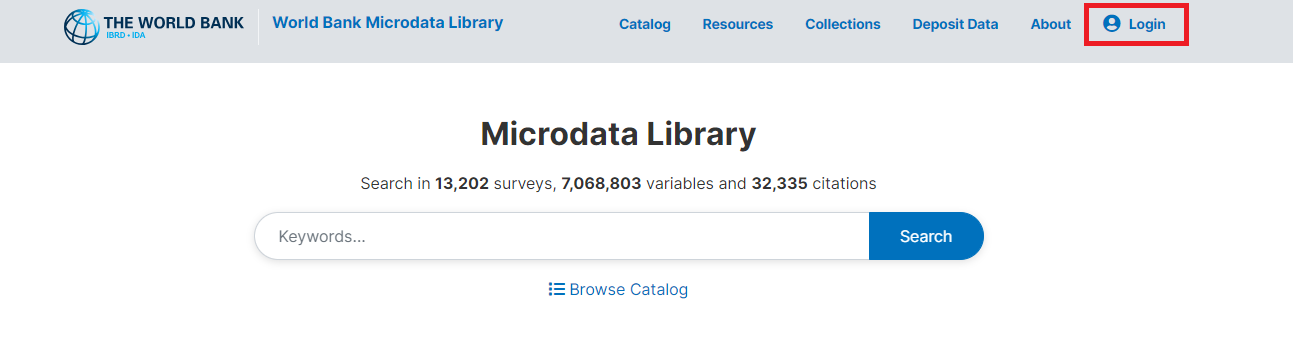 THE WORLD BANK
IBRD • IDA
World Bank Microdata Library
Catalog Resources Collections Deposit Data About Login
Microdata Library
Search in 13,202 surveys, 7,068,803 variables and 32,335 citations
Keywords... Search
Browse Catalog